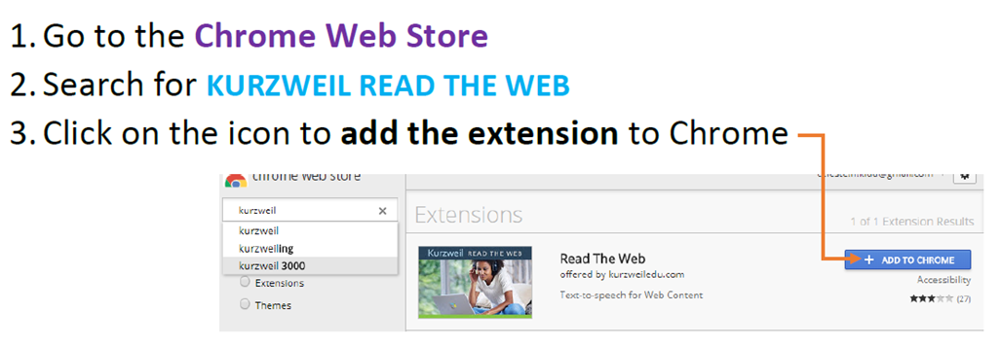 1. Go to the Chrome Web Store
2. Search for KURZWEIL READ THE WEB
3. Click on the icon to add the extension to Chrome
chrome web store
kurzweil ×
Extensions
1 of 1 Extension Results
kurzweil
kurzwelling
kurzweil 3000
Extensions
Themes
Kurzweil READ THE WEB
Read The Web
offered by kurzweiledu.com
Text-to-speech for Web Content
+ ADD TO CHROME
Accessibility
(27)